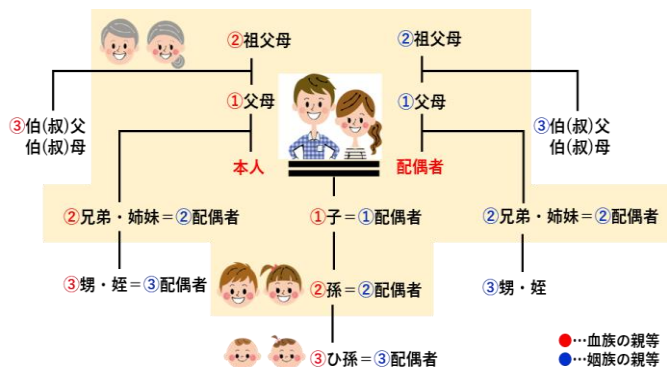 ②祖父母
②祖父母
①父母
①父母
③伯(叔)父
伯(叔)母
③伯(叔)父
伯(叔)母
本人
配偶者
②兄弟・姉妹=②配偶者
①子=①配偶者
②兄弟・姉妹=②配偶者
③甥・姪=③配偶者
②孫=②配偶者
③甥・姪
③ひ孫=③配偶者
●…血族の親等
●…姻族の親等